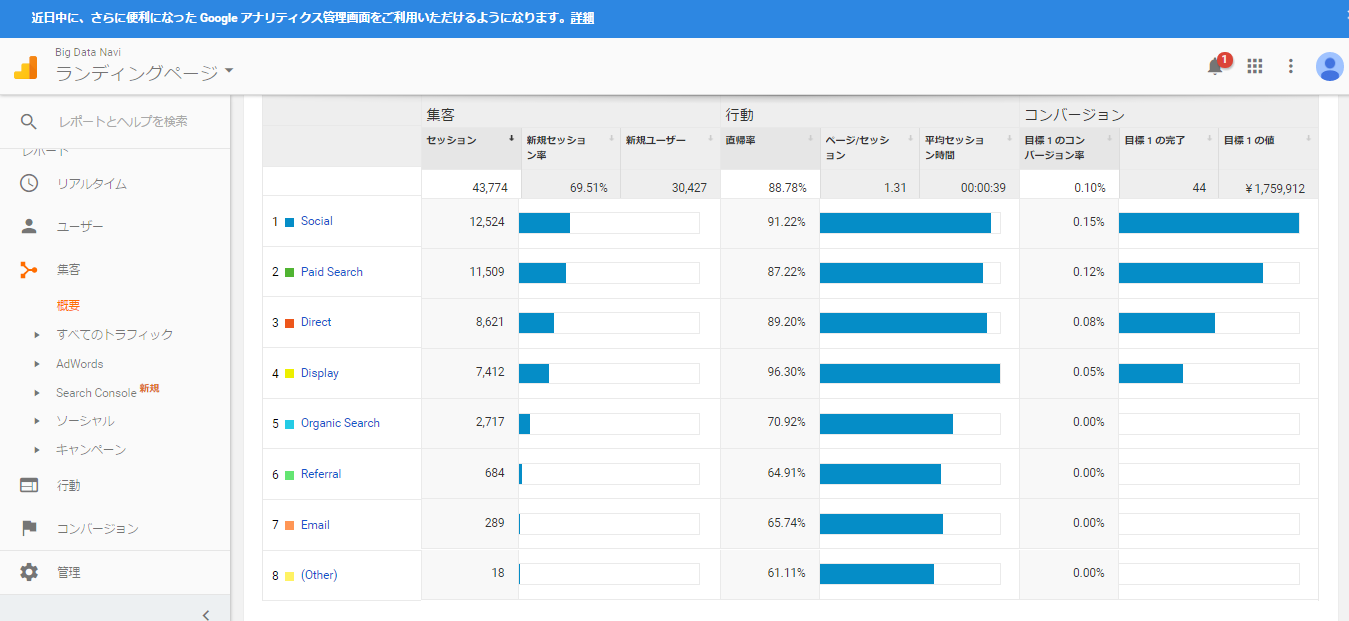 近日中に、さらに便利になった Google アナリティクス管理画面をご利用いただけるようになります。詳細
Big Data Navi
ランディングページ
1
レポートとヘルプを検索
レポート
リアルタイム
ユーザー
集客
概要
すべてのトラフィック
AdWords
Search Console 新規
ソーシャル
キャンペーン
行動
コンバージョン
管理
集客 行動 コンバージョン
セッション 新規セッション率 新規ユーザー 直帰率 ページ/セッション 平均セッション時間 目標 1 のコンバージョン率 目標 1 の完了 目標 1 の値
43,774 69.51% 30,427 88.78% 1.31 00:00:39 0.10% 44 ¥1,759,912
1 Social 12,524 91.22% 0.15%
2 Paid Search 11,509 87.22% 0.12%
3 Direct 8,621 89.20% 0.08%
4 Display 7,412 96.30% 0.05%
5 Organic Search 2,717 70.92% 0.00%
6 Referral 684 64.91% 0.00%
7 Email 289 65.74% 0.00%
8 (Other) 18 61.11% 0.00%